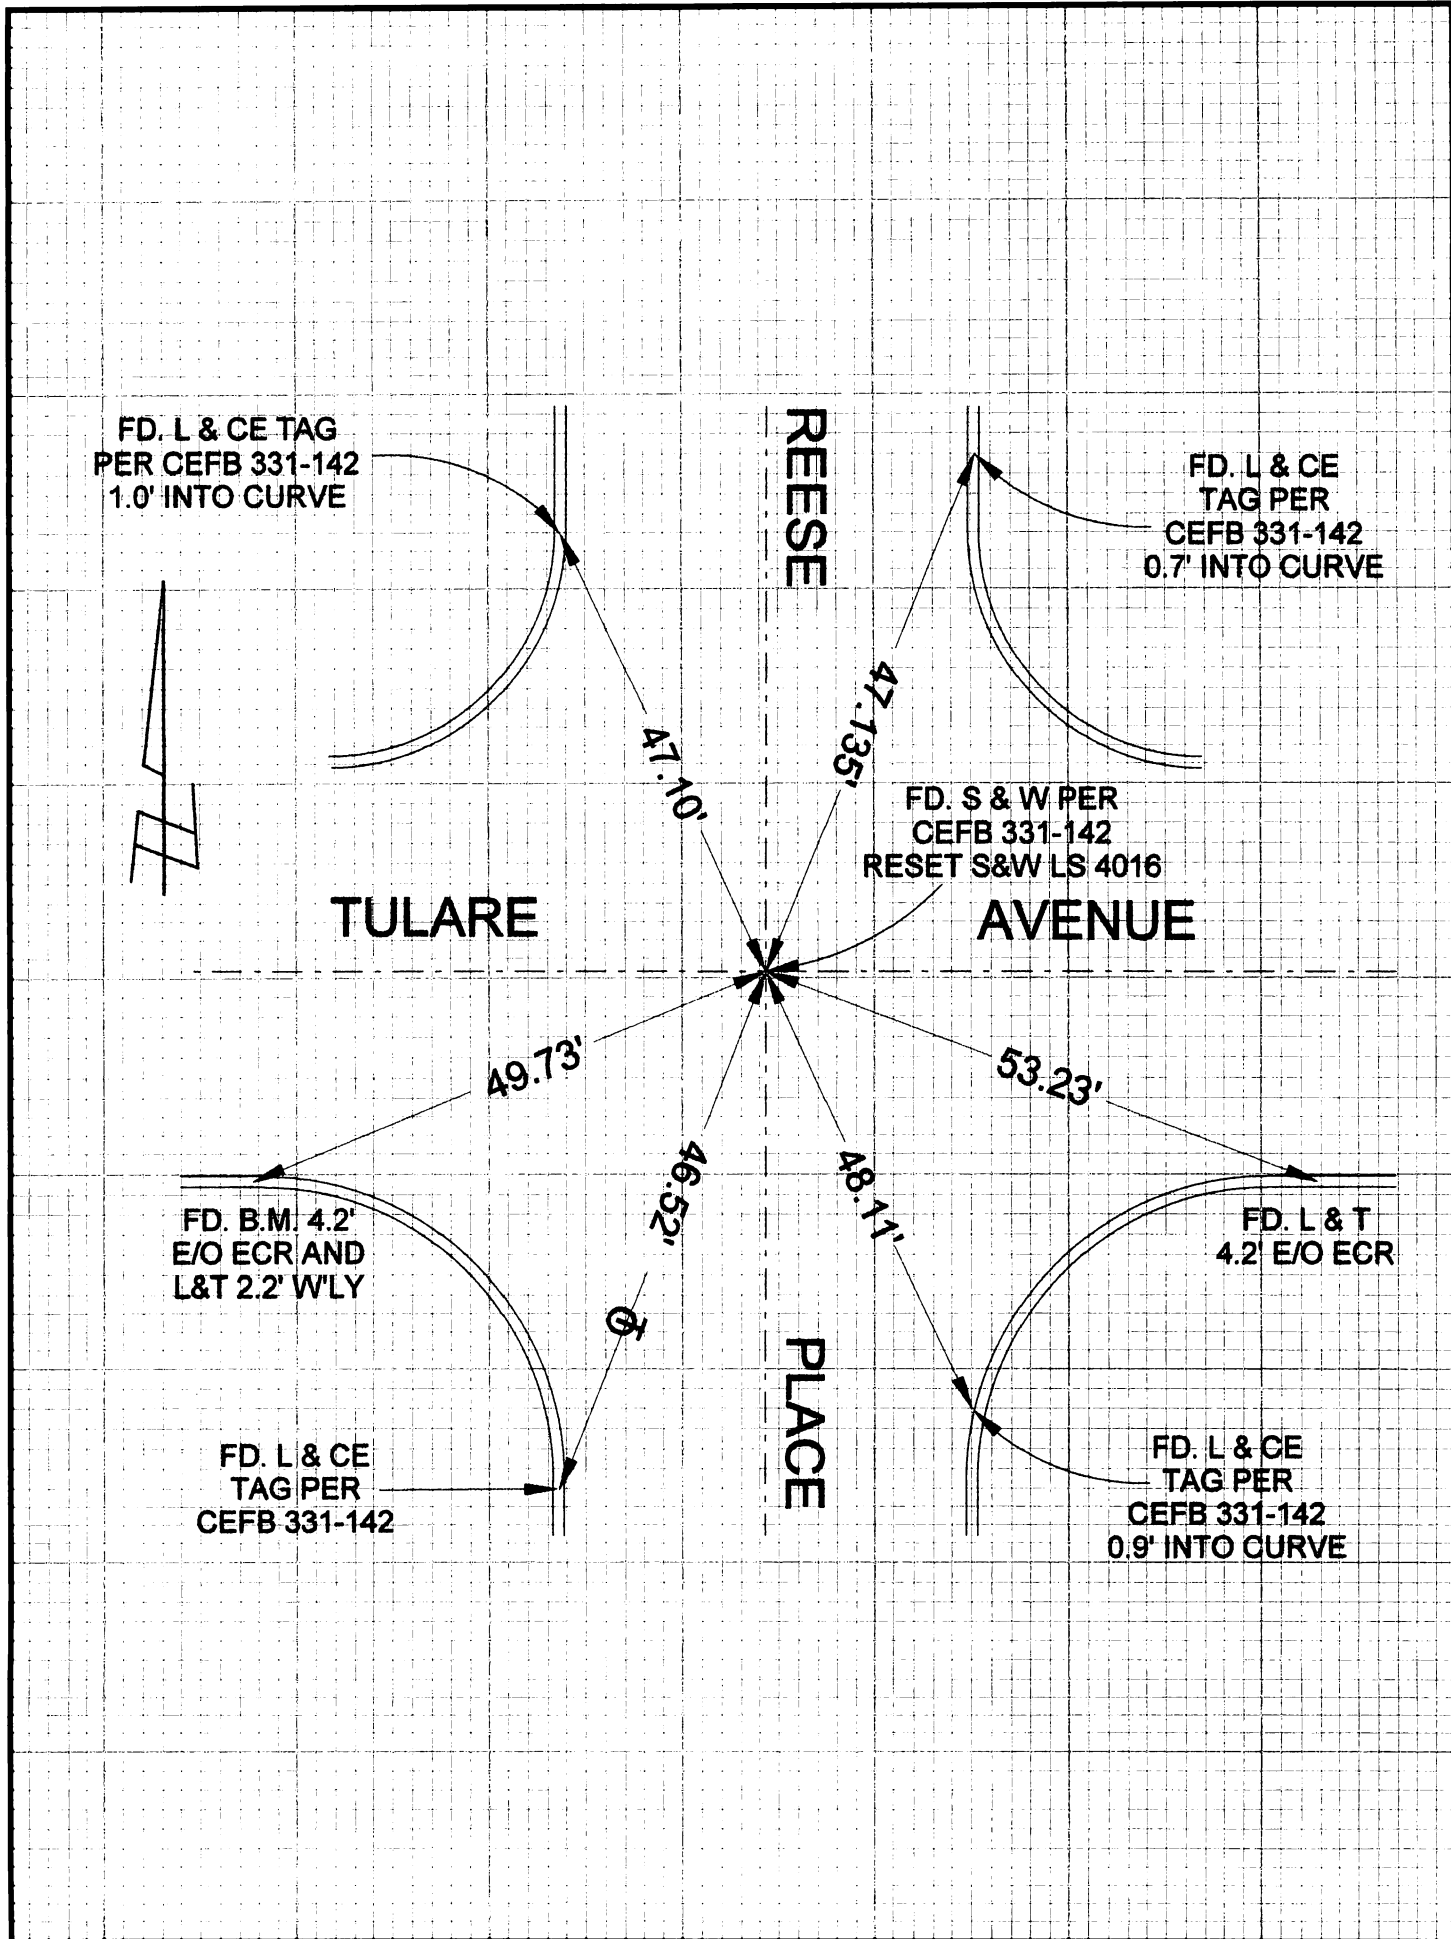 FD. L & CE TAG
PER CEFB 331-142
1.0' INTO CURVE
REESE
FD. L & CE
TAG PER
CEFB 331-142
0.7' INTO CURVE
47.10'
47.135'
FD. S & W PER
CEFB 331-142
RESET S&W LS 4016
TULARE
AVENUE
49.73'
53.23'
46.52'
48.11'
FD. B.M. 4.2'
E/O ECR AND
L&T 2.2' W'LY
FD. L & T
4.2' E/O ECR
PLACE
FD. L & CE
TAG PER
CEFB 331-142
FD. L & CE
TAG PER
CEFB 331-142
0.9' INTO CURVE